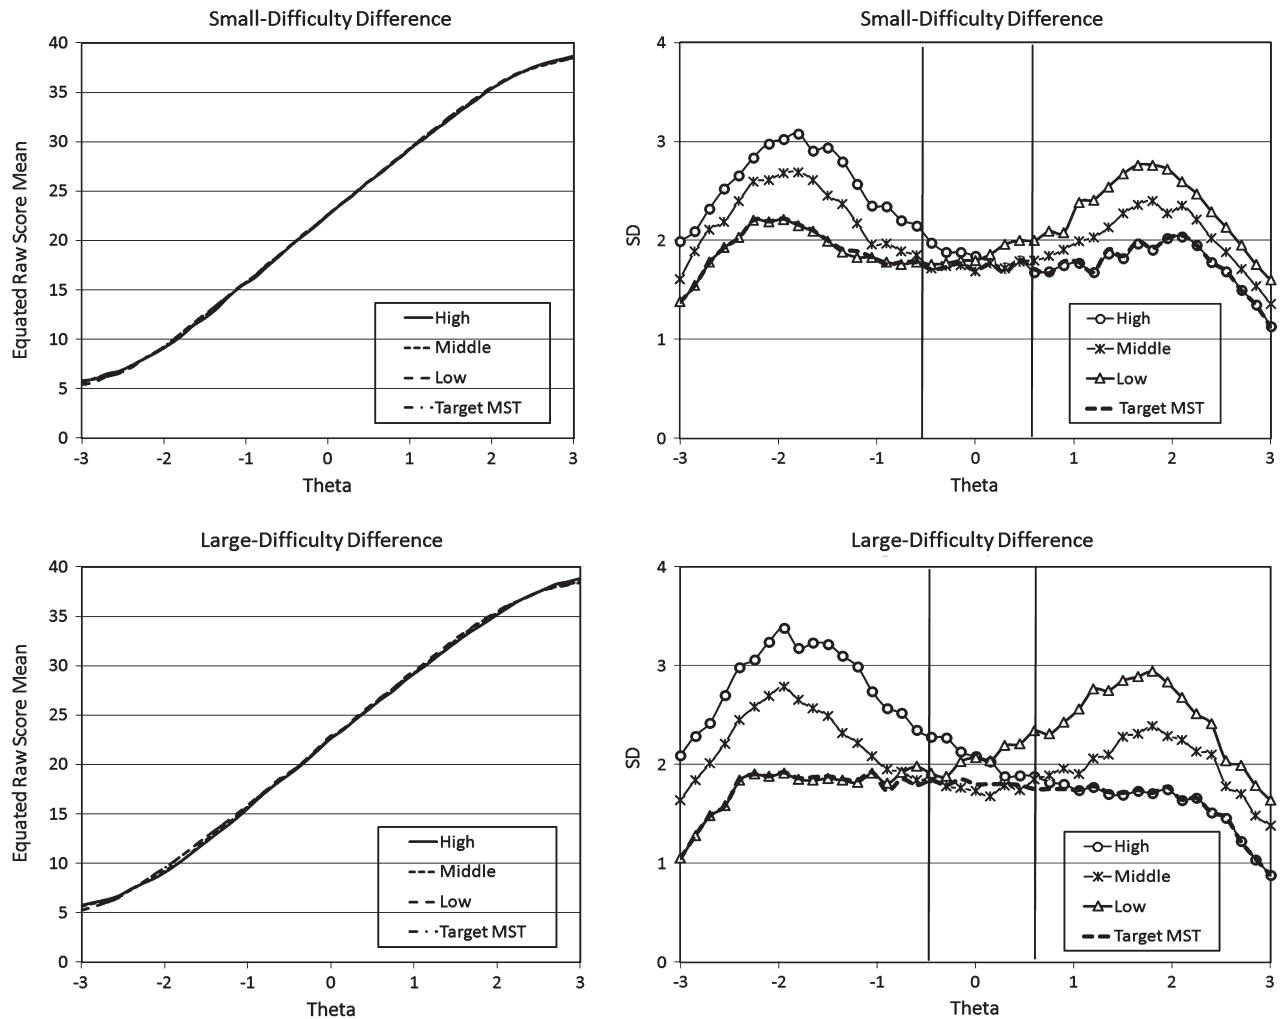 Small-Difficulty Difference
40
35
30
25
20
15
10
5
0
Equated Raw Score Mean
High
Middle
Low
Target MST
-3 -2 -1 0 1 2 3
Theta
Small-Difficulty Difference
4
3
2
1
0
SD
High
Middle
Low
Target MST
-3 -2 -1 0 1 2 3
Theta
Large-Difficulty Difference
40
35
30
25
20
15
10
5
0
Equated Raw Score Mean
High
Middle
Low
Target MST
-3 -2 -1 0 1 2 3
Theta
Large-Difficulty Difference
4
3
2
1
0
SD
High
Middle
Low
Target MST
-3 -2 -1 0 1 2 3
Theta